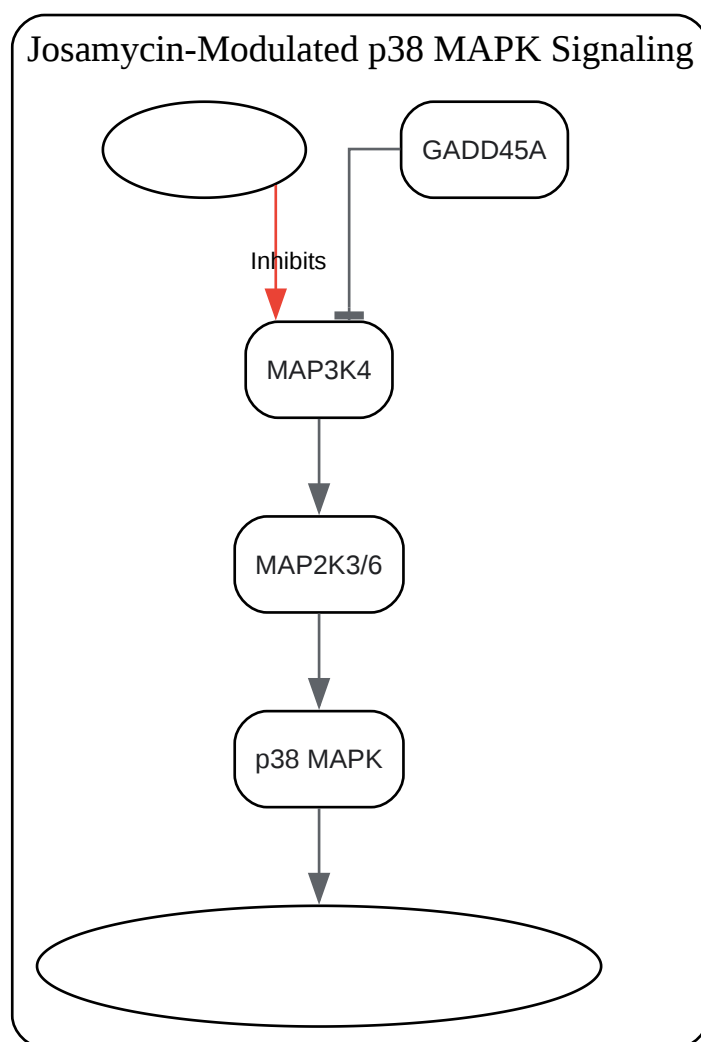 Josamycin-Modulated p38 MAPK Signaling
GADD45A
Inhibits
MAP3K4
MAP2K3/6
p38 MAPK